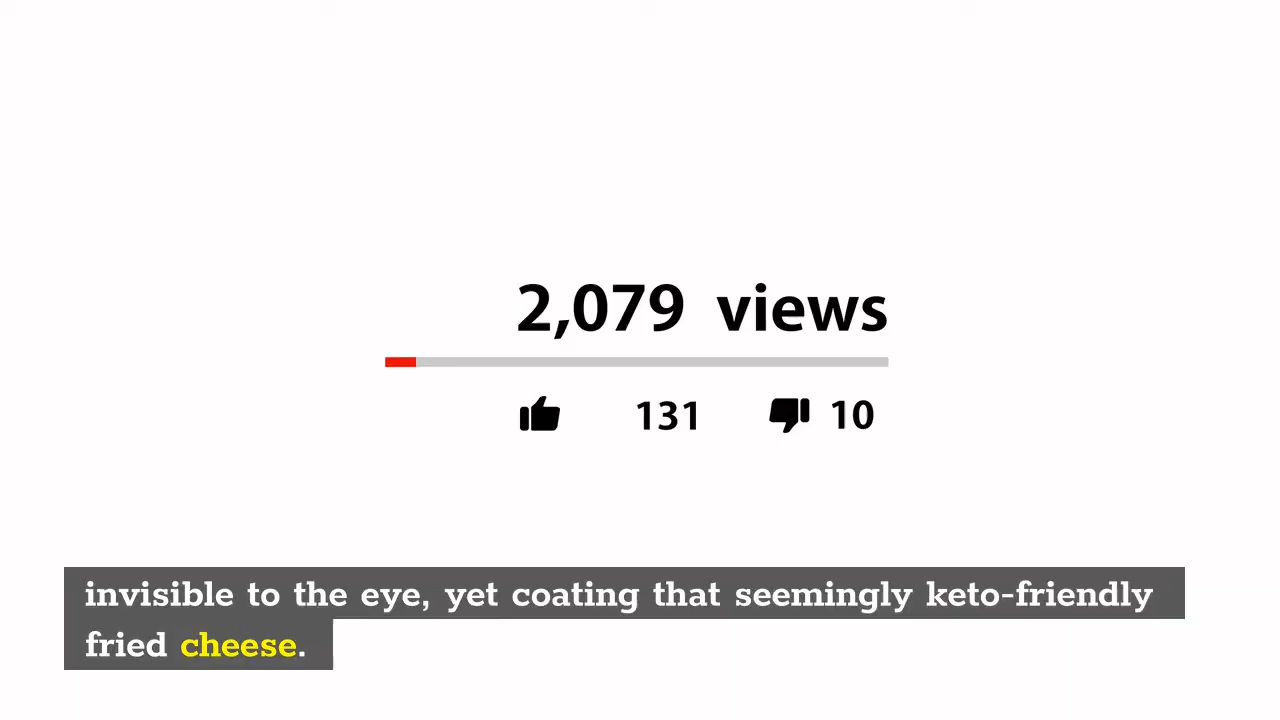 2,079 views
131 10
invisible to the eye, yet coating that seemingly keto-friendly
fried cheese.